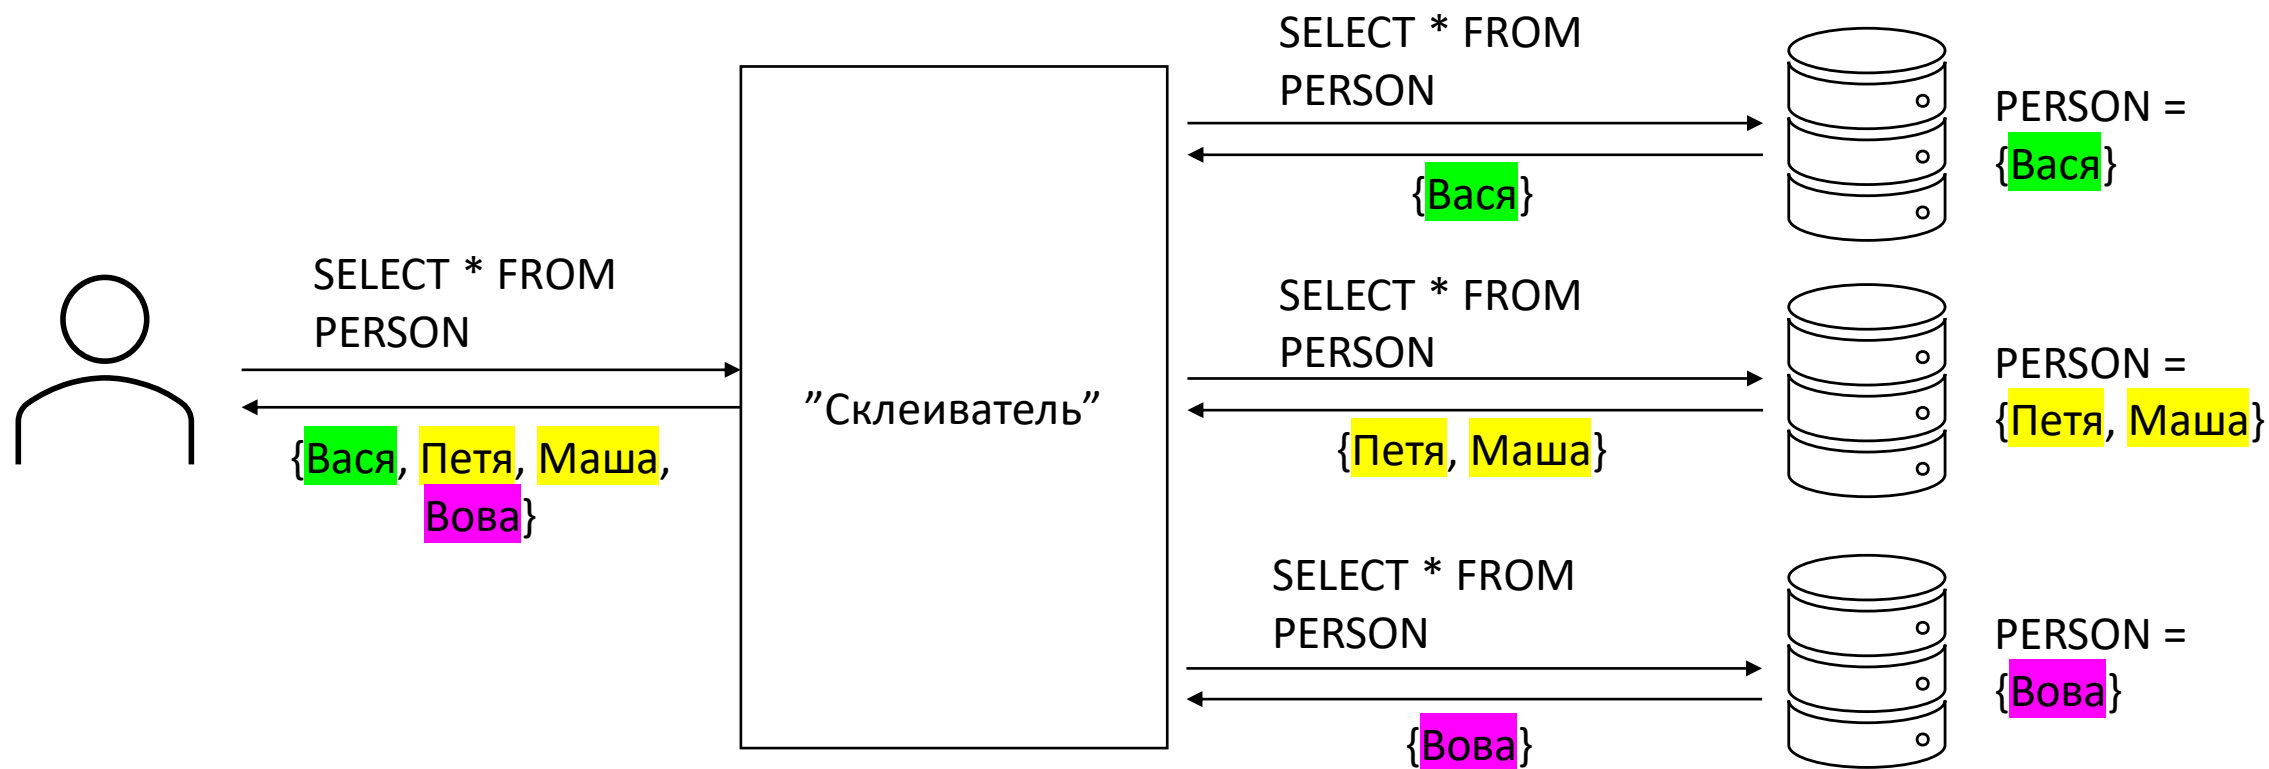 SELECT * FROM
PERSON
{Вася, Петя, Маша,
Вова}
”Склеиватель”
SELECT * FROM
PERSON
{Вася}
PERSON =
{Вася}
SELECT * FROM
PERSON
{Петя, Маша}
PERSON =
{Петя, Маша}
SELECT * FROM
PERSON
{Вова}
PERSON =
{Вова}